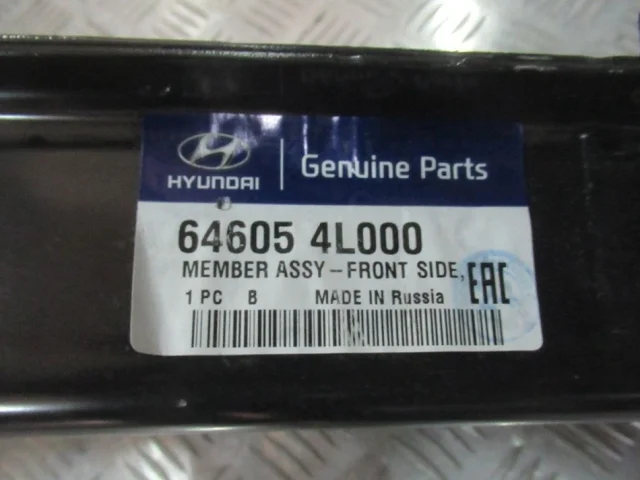 HYUNDAI
Genuine Parts
64605 4L000
MEMBER ASSY-FRONT SIDE,
1 PC B MADE IN Russia
EAC